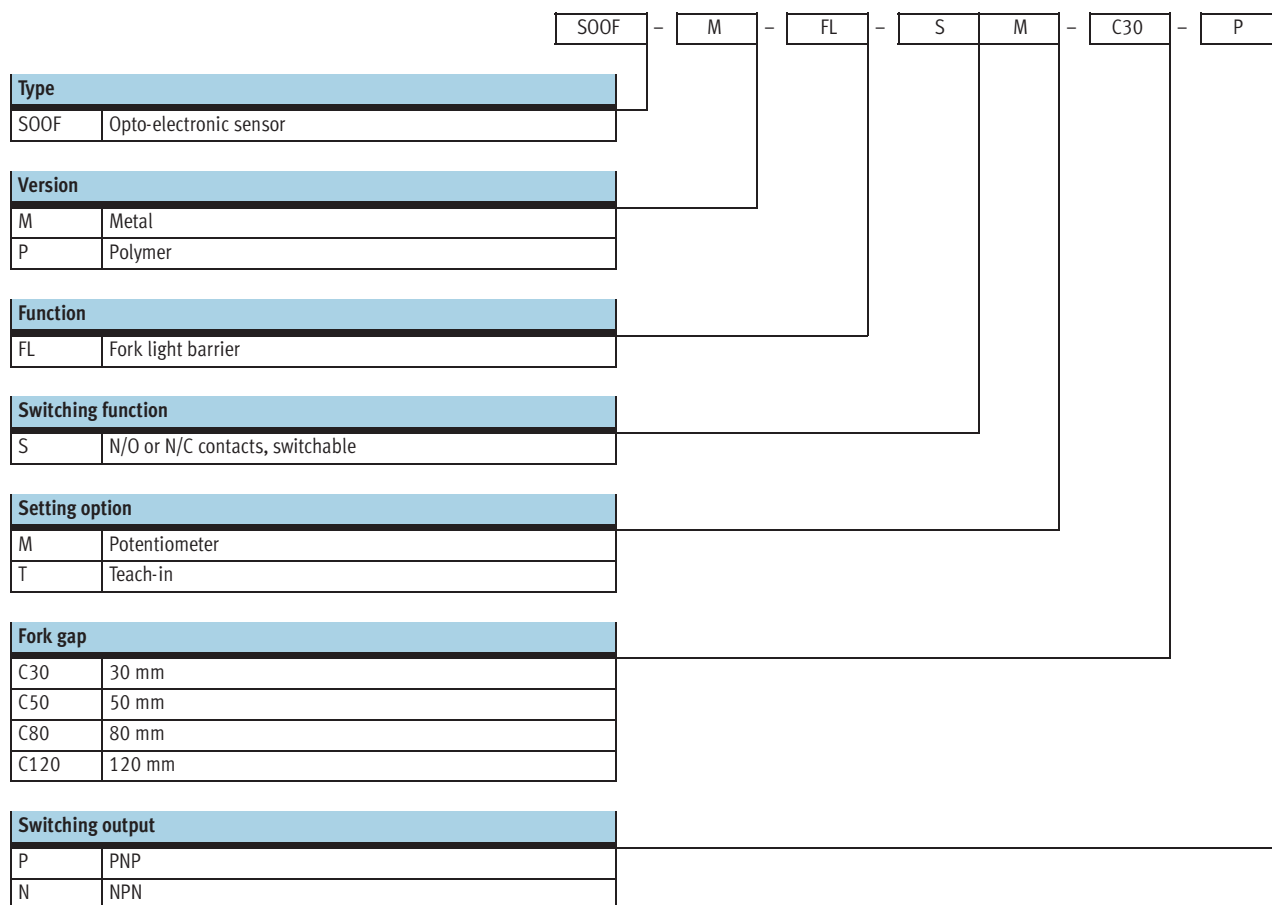 SOOF – M – FL – S M – C30 – P
Type
SOOF Opto-electronic sensor
Version
M Metal
P Polymer
Function
FL Fork light barrier
Switching function
S N/O or N/C contacts, switchable
Setting option
M Potentiometer
T Teach-in
Fork gap
C30 30 mm
C50 50 mm
C80 80 mm
C120 120 mm
Switching output
P PNP
N NPN